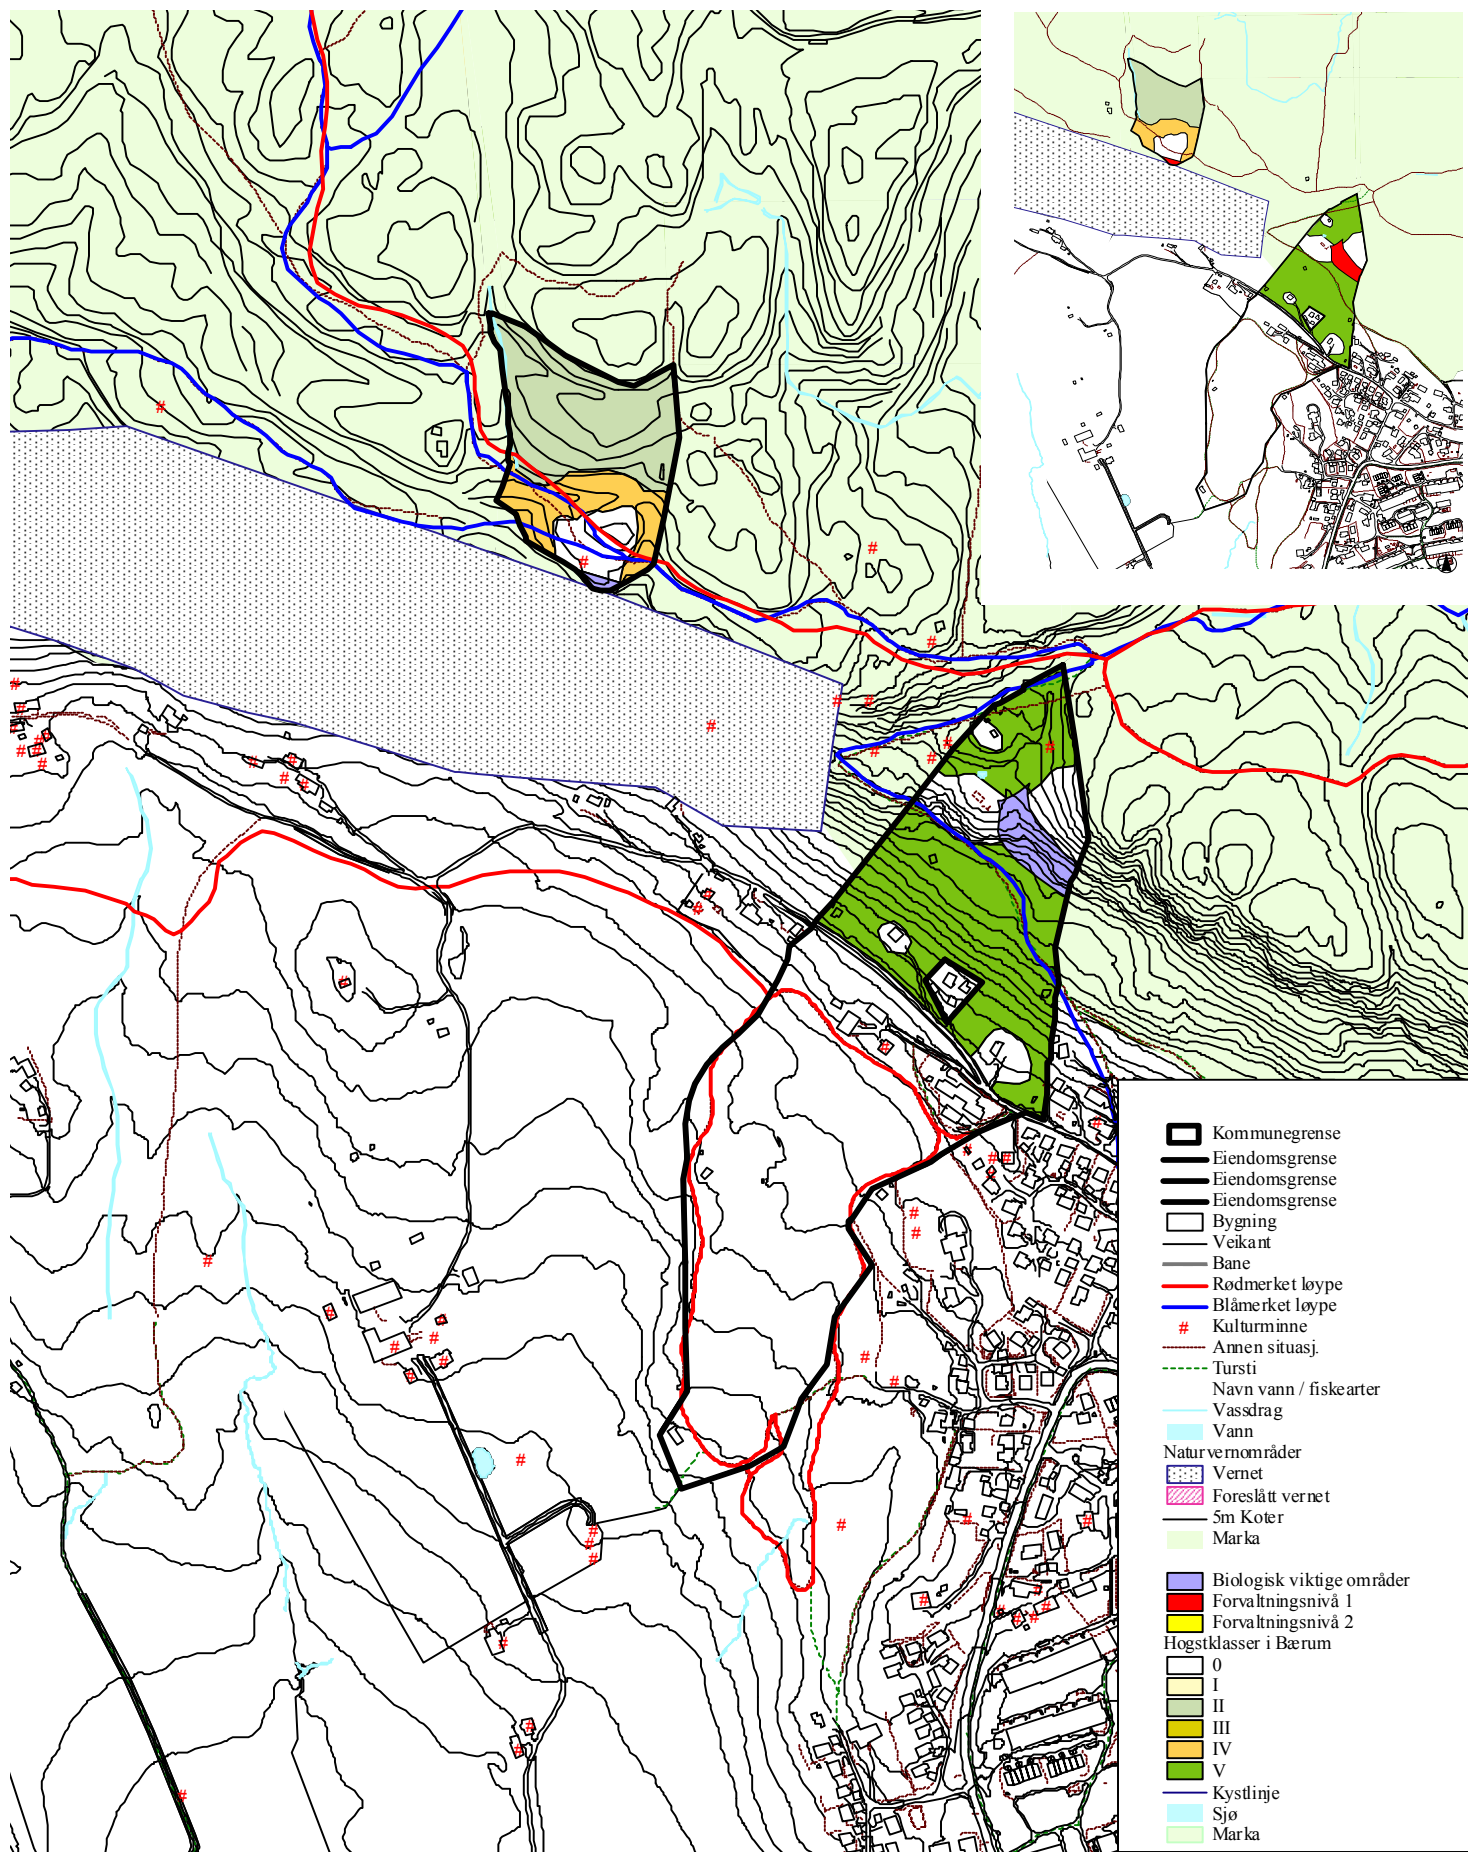 Kommunegrense
Eiendomsgrense
Eiendomsgrense
Eiendomsgrense
Bygning
Veikant
Bane
Rødmerket løype
Blåmerket løype
# Kulturminne
Annen situasj.
Tursti
Navn vann / fiskearter
Vassdrag
Vann
Naturvernområder
Vernet
Foreslått vernet
5m Koter
Marka
Biologisk viktige områder
Forvaltningsnivå 1
Forvaltningsnivå 2
Hogstklasser i Bærum
0
I
II
III
IV
V
Kystlinje
Sjø
Marka